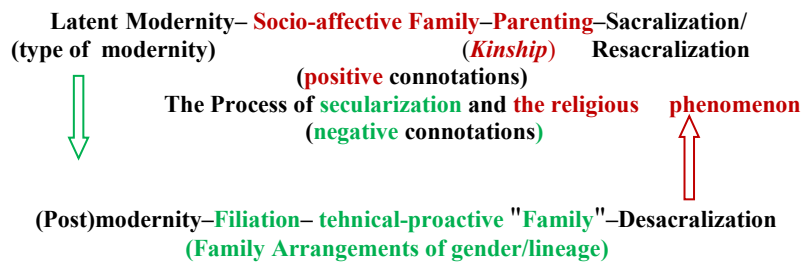 Latent Modernity– Socio-affective Family–Parenting–Sacralization/
(type of modernity) (Kinship) Resacralization
(positive connotations)
The Process of secularization and the religious phenomenon
(negative connotations)
(Post)modernity–Filiation– tehnical-proactive "Family"–Desacralization
(Family Arrangements of gender/lineage)